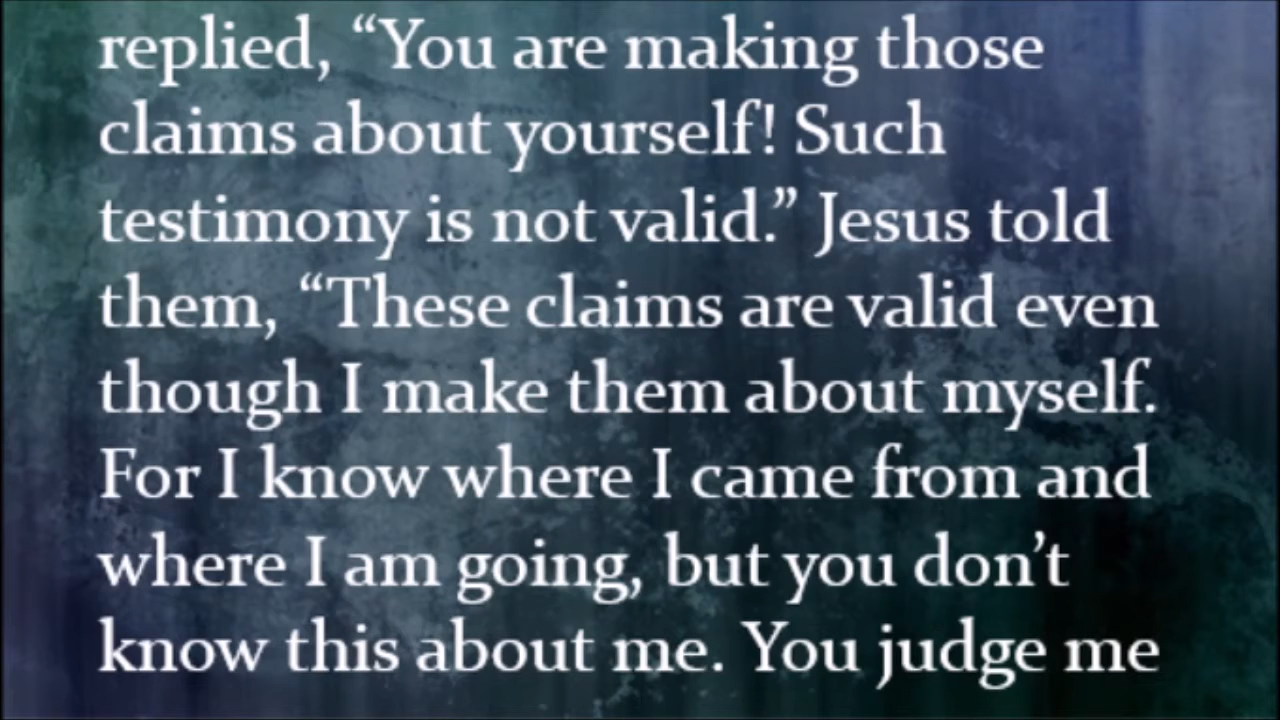 replied, “You are making those
claims about yourself! Such
testimony is not valid.” Jesus told
them, “These claims are valid even
though I make them about myself.
For I know where I came from and
where I am going, but you don’t
know this about me. You judge me